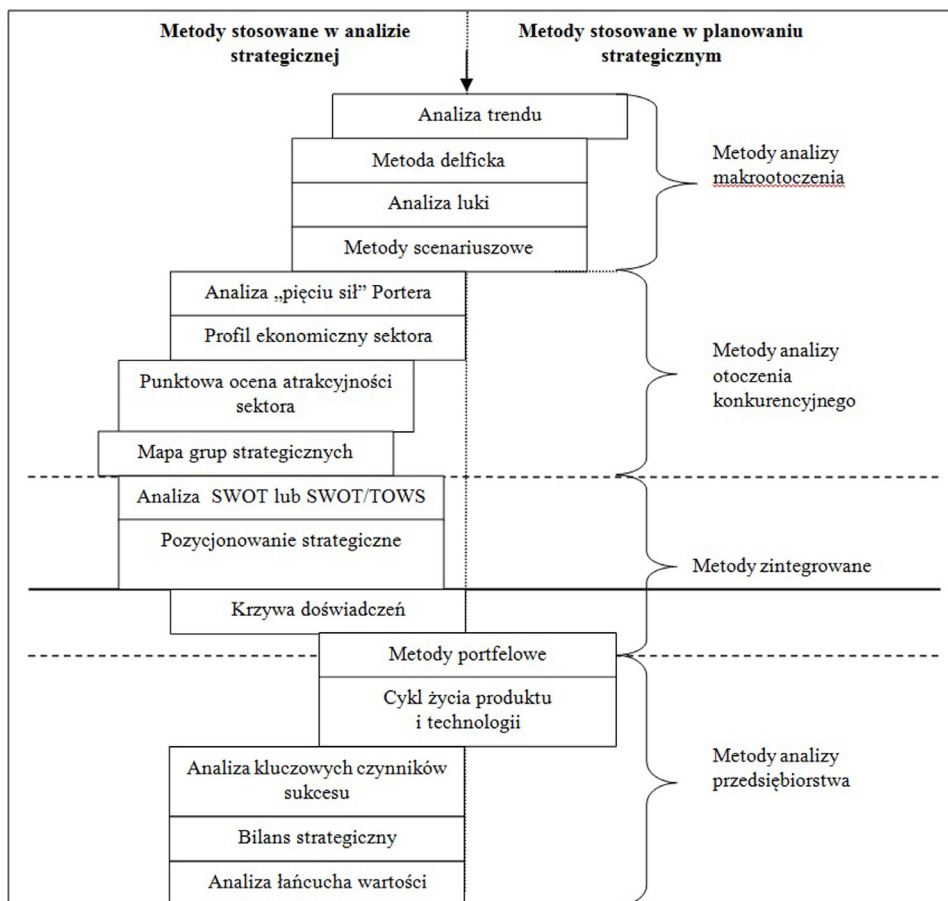 Metody stosowane w analizie
strategicznej
Metody stosowane w planowaniu
strategicznym
Analiza trendu
Metoda delficka
Analiza luki
Metody scenariuszowe
Metody analizy
makrootoczenia
Analiza „pięciu sił” Portera
Profil ekonomiczny sektora
Punktowa ocena atrakcyjności
sektora
Mapa grup strategicznych
Metody analizy
otoczenia
konkurencyjnego
Analiza SWOT lub SWOT/TOWS
Pozycjonowanie strategiczne
Krzywa doświadczeń
Metody zintegrowane
Metody portfelowe
Cykl życia produktu
i technologii
Analiza kluczowych czynników
sukcesu
Bilans strategiczny
Analiza łańcucha wartości
Metody analizy
przedsiębiorstwa